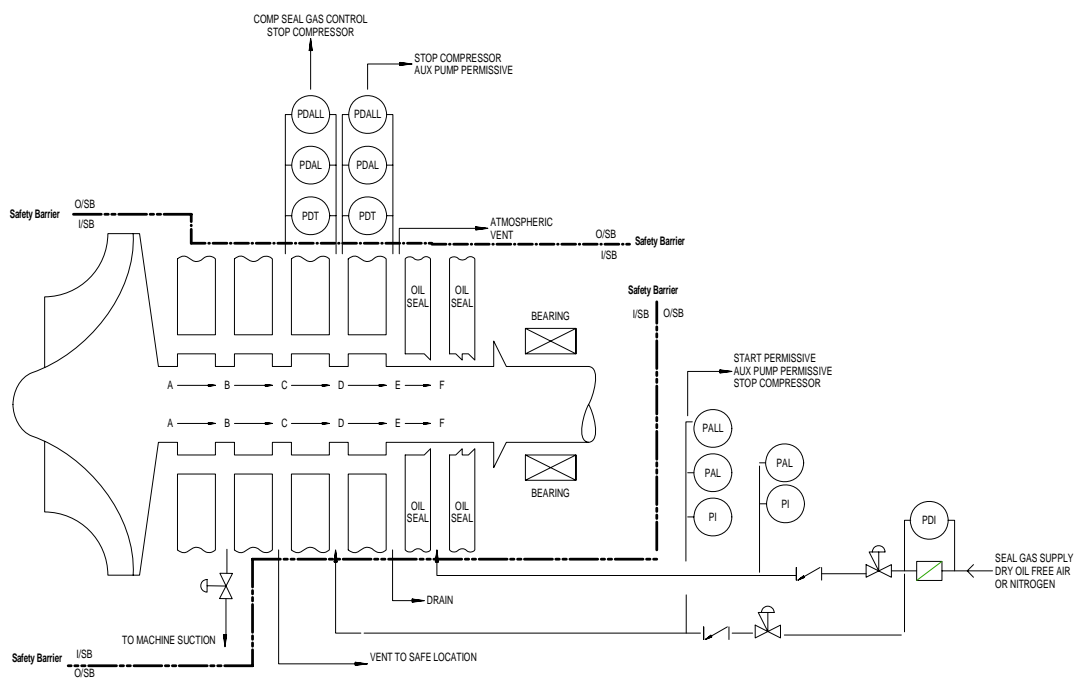 COMP SEAL GAS CONTROL
STOP COMPRESSOR
STOP COMPRESSOR
AUX PUMP PERMISSIVE
PDALL
PDALL
PDAL
PDAL
PDT
PDT
Safety Barrier
O/SB
I/SB
ATMOSPHERIC
VENT
O/SB
I/SB
Safety Barrier
OIL
SEAL
OIL
SEAL
Safety Barrier
I/SB
O/SB
BEARING
START PERMISSIVE
AUX PUMP PERMISSIVE
STOP COMPRESSOR
A B C D E F
A B C D E F
PALL
PAL
PI
PAL
PI
BEARING
OIL
SEAL
OIL
SEAL
PDI
SEAL GAS SUPPLY
DRY OIL FREE AIR
OR NITROGEN
DRAIN
TO MACHINE SUCTION
VENT TO SAFE LOCATION
Safety Barrier
I/SB
O/SB